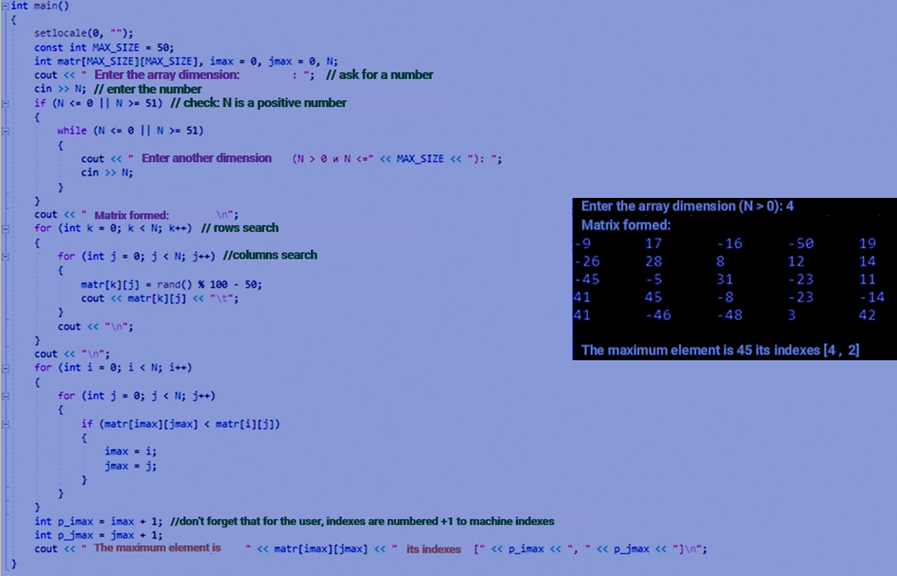 int main()
{
setlocale(0, "");
const int MAX_SIZE = 50;
int matr[MAX_SIZE][MAX_SIZE], imax = 0, jmax = 0, N;
cout << " Enter the array dimension: : "; // ask for a number
cin >> N; // enter the number
if (N <= 0 || N >= 51) // check: N is a positive number
{
while (N <= 0 || N >= 51)
{
cout << " Enter another dimension (N > 0 и N <=" << MAX_SIZE << "): ";
cin >> N;
}
}
cout << " Matrix formed: \n";
for (int k = 0; k < N; k++) // rows search
{
for (int j = 0; j < N; j++) //columns search
{
matr[k][j] = rand() % 100 - 50;
cout << matr[k][j] << "\t";
}
cout << "\n";
}
cout << "\n";
for (int i = 0; i < N; i++)
{
for (int j = 0; j < N; j++)
{
if (matr[imax][jmax] < matr[i][j])
{
imax = i;
jmax = j;
}
}
}
int p_imax = imax + 1; //don't forget that for the user, indexes are numbered +1 to machine indexes
int p_jmax = jmax + 1;
cout << " The maximum element is " << matr[imax][jmax] << " its indexes [" << p_imax << ", " << p_jmax << "]\n";
}
Enter the array dimension (N > 0): 4
Matrix formed:
-9 17 -16 -50 19
-26 28 8 12 14
-45 -5 31 -23 11
41 45 -8 -23 -14
41 -46 -48 3 42
The maximum element is 45 its indexes [4 , 2]